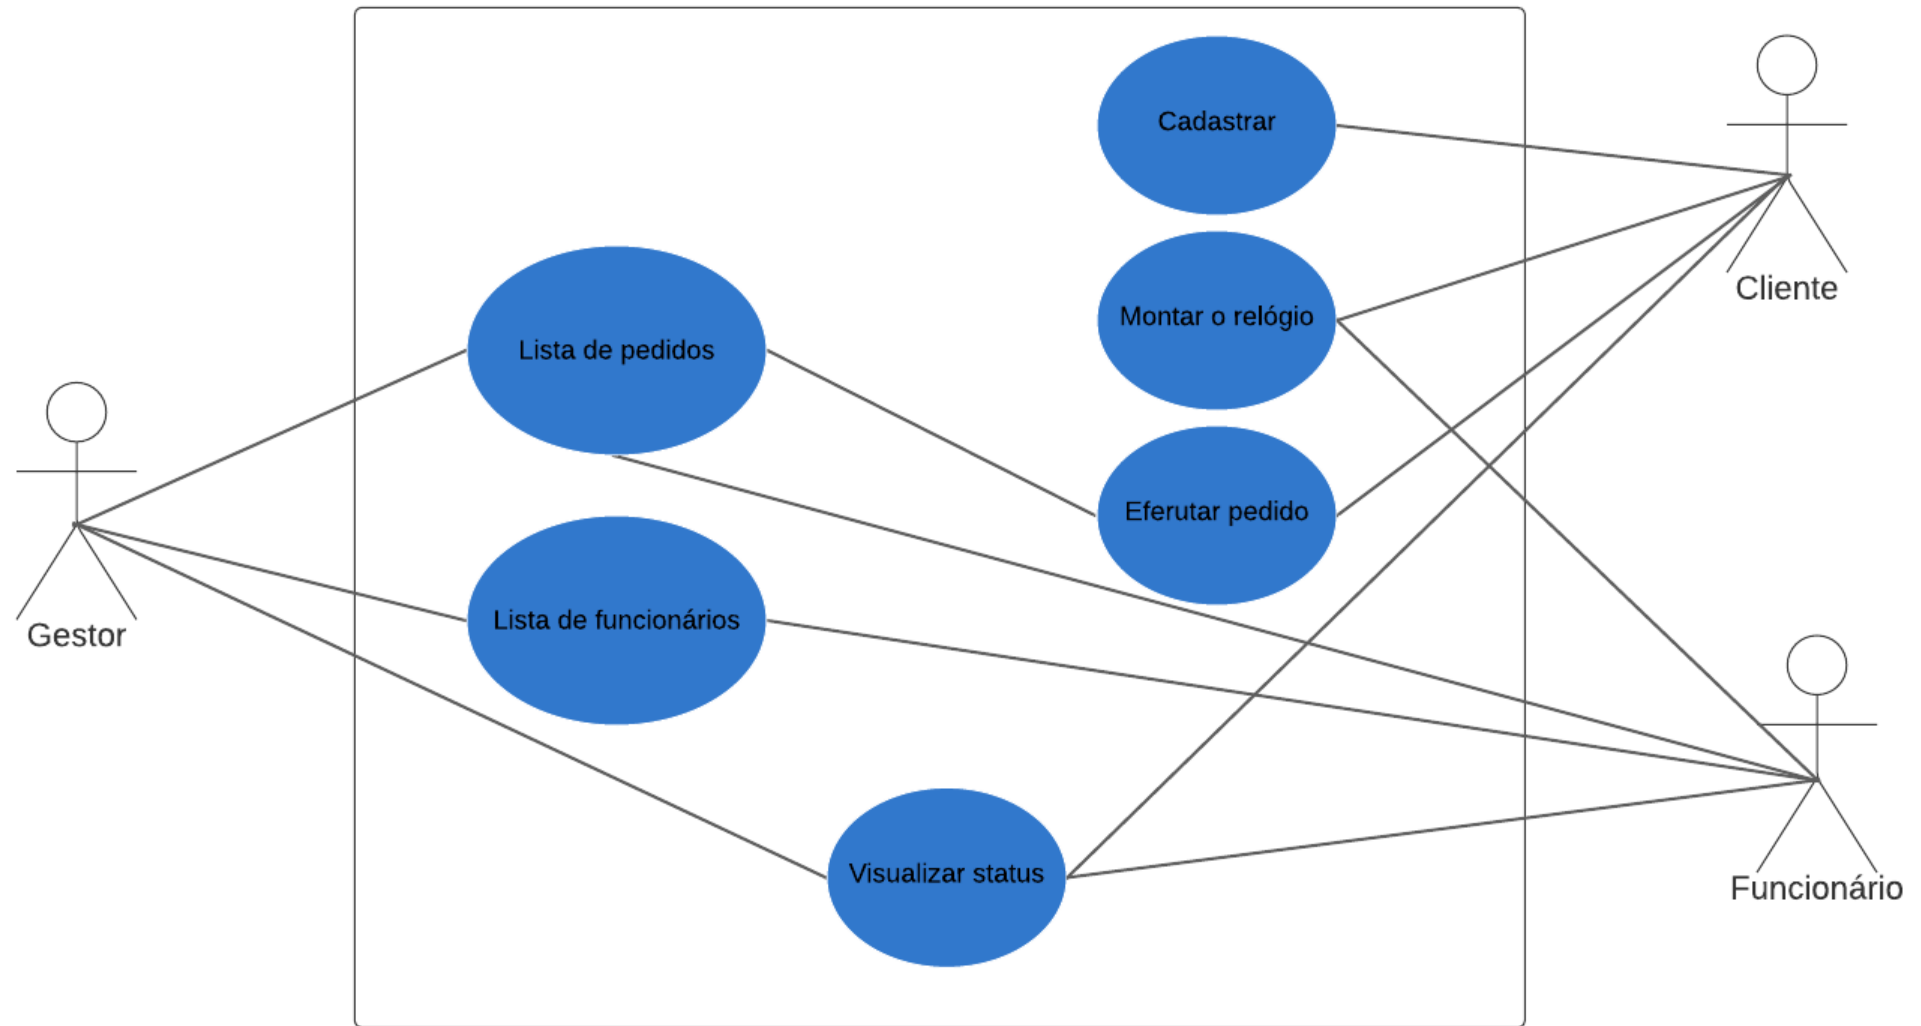 Cadastrar
Cliente
Montar o relógio
Lista de pedidos
Eferutar pedido
Gestor
Lista de funcionários
Visualizar status
Funcionário